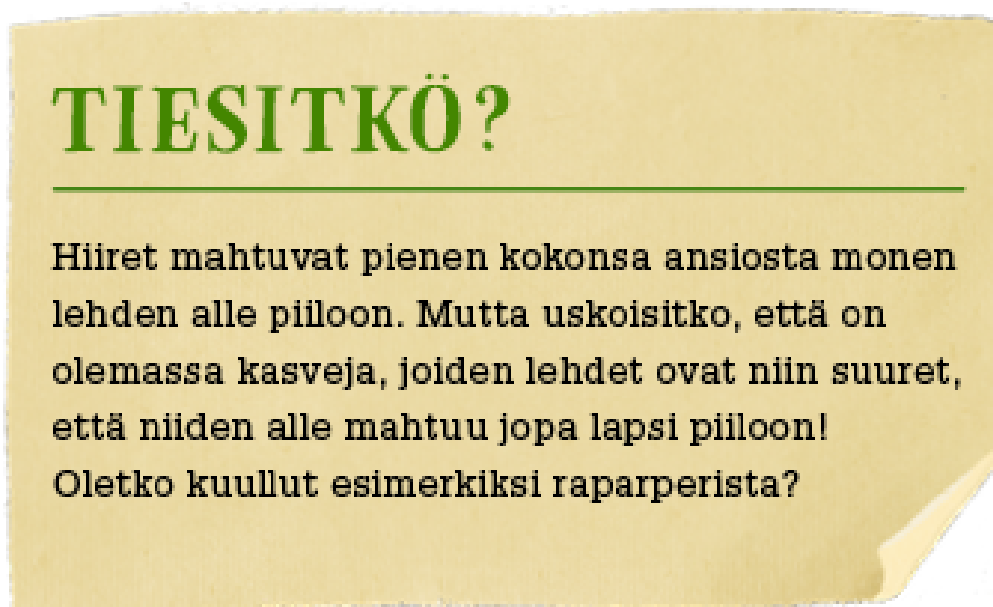 TIESITKÖ?
Hiiret mahtuvat pienen kokonsa ansiosta monen
lehden alle piiloon. Mutta uskoisitko, että on
olemassa kasveja, joiden lehdet ovat niin suuret,
että niiden alle mahtuu jopa lapsi piiloon!
Oletko kuullut esimerkiksi raparperista?